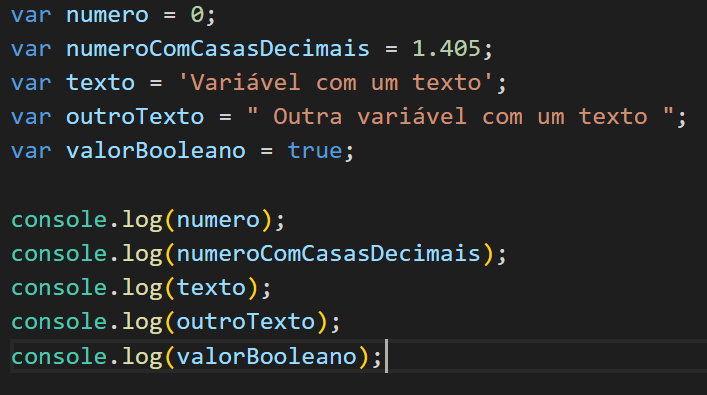 var numero = 0;
var numeroComCasasDecimais = 1.405;
var texto = 'Variável com um texto';
var outroTexto = " Outra variável com um texto ";
var valorBooleano = true;
console.log(numero);
console.log(numeroComCasasDecimais);
console.log(texto);
console.log(outroTexto);
console.log(valorBooleano);